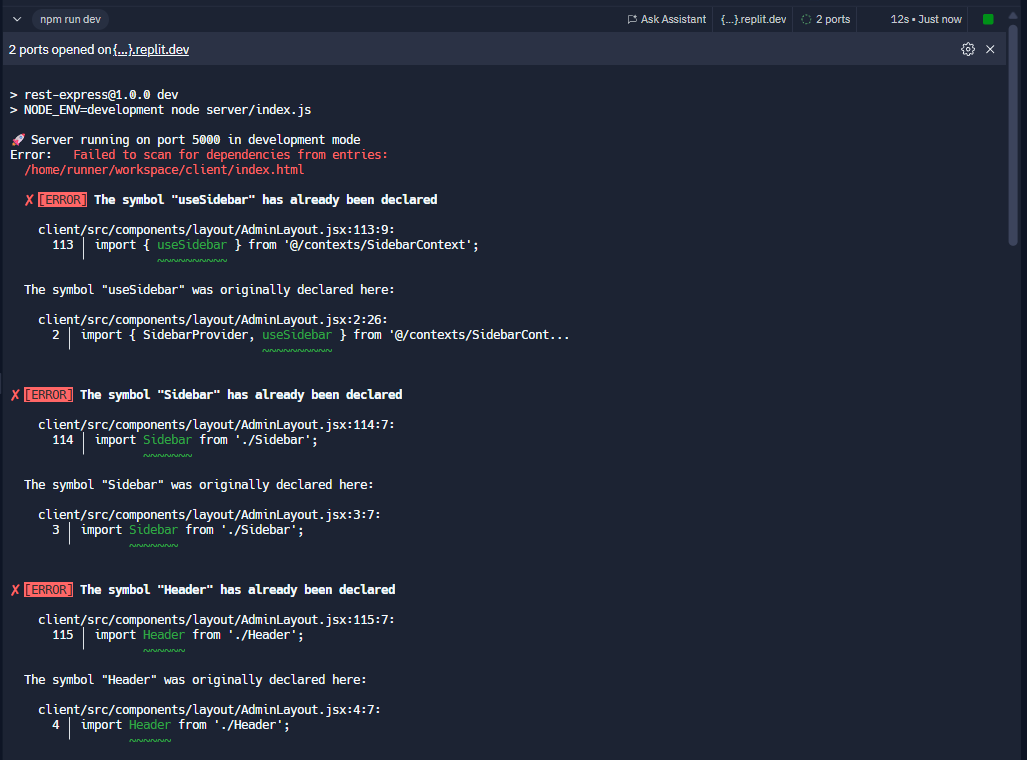 npm run dev
Ask Assistant
{...}.replit.dev
2 ports
12s • Just now
2 ports opened on {...}.replit.dev
> rest-express@1.0.0 dev
> NODE_ENV=development node server/index.js
🚀 Server running on port 5000 in development mode
Error:   Failed to scan for dependencies from entries:
  /home/runner/workspace/client/index.html
✗ [ERROR] The symbol "useSidebar" has already been declared
client/src/components/layout/AdminLayout.jsx:113:9:
113 │ import { useSidebar } from '@/contexts/SidebarContext';
~~~~~~~~~~
The symbol "useSidebar" was originally declared here:
client/src/components/layout/AdminLayout.jsx:2:26:
2 │ import { SidebarProvider, useSidebar } from '@/contexts/SidebarCont...
~~~~~~~~~~
✗ [ERROR] The symbol "Sidebar" has already been declared
client/src/components/layout/AdminLayout.jsx:114:7:
114 │ import Sidebar from './Sidebar';
~~~~~~~
The symbol "Sidebar" was originally declared here:
client/src/components/layout/AdminLayout.jsx:3:7:
3 │ import Sidebar from './Sidebar';
~~~~~~~
✗ [ERROR] The symbol "Header" has already been declared
client/src/components/layout/AdminLayout.jsx:115:7:
115 │ import Header from './Header';
~~~~~~
The symbol "Header" was originally declared here:
client/src/components/layout/AdminLayout.jsx:4:7:
4 │ import Header from './Header';
~~~~~~